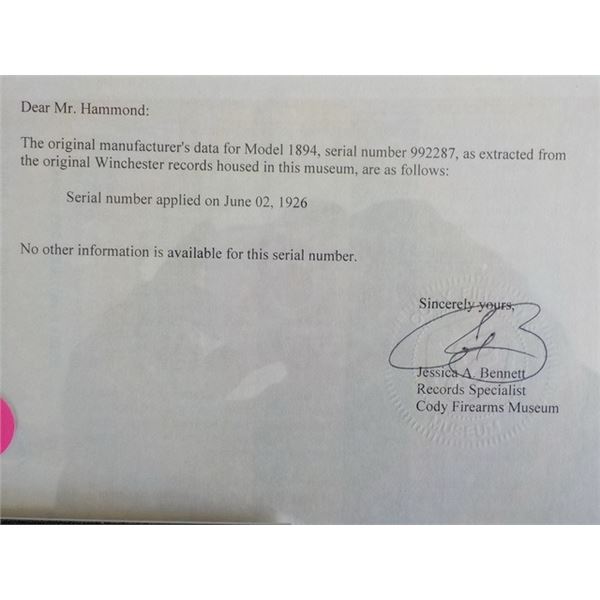 Dear Mr. Hammond:
The original manufacturer's data for Model 1894, serial number 992287, as extracted from
the original Winchester records housed in this museum, are as follows:
Serial number applied on June 02, 1926
No other information is available for this serial number.
Sincerely yours,
Jessica A. Bennett
Records Specialist
Cody Firearms Museum
MUSEUM